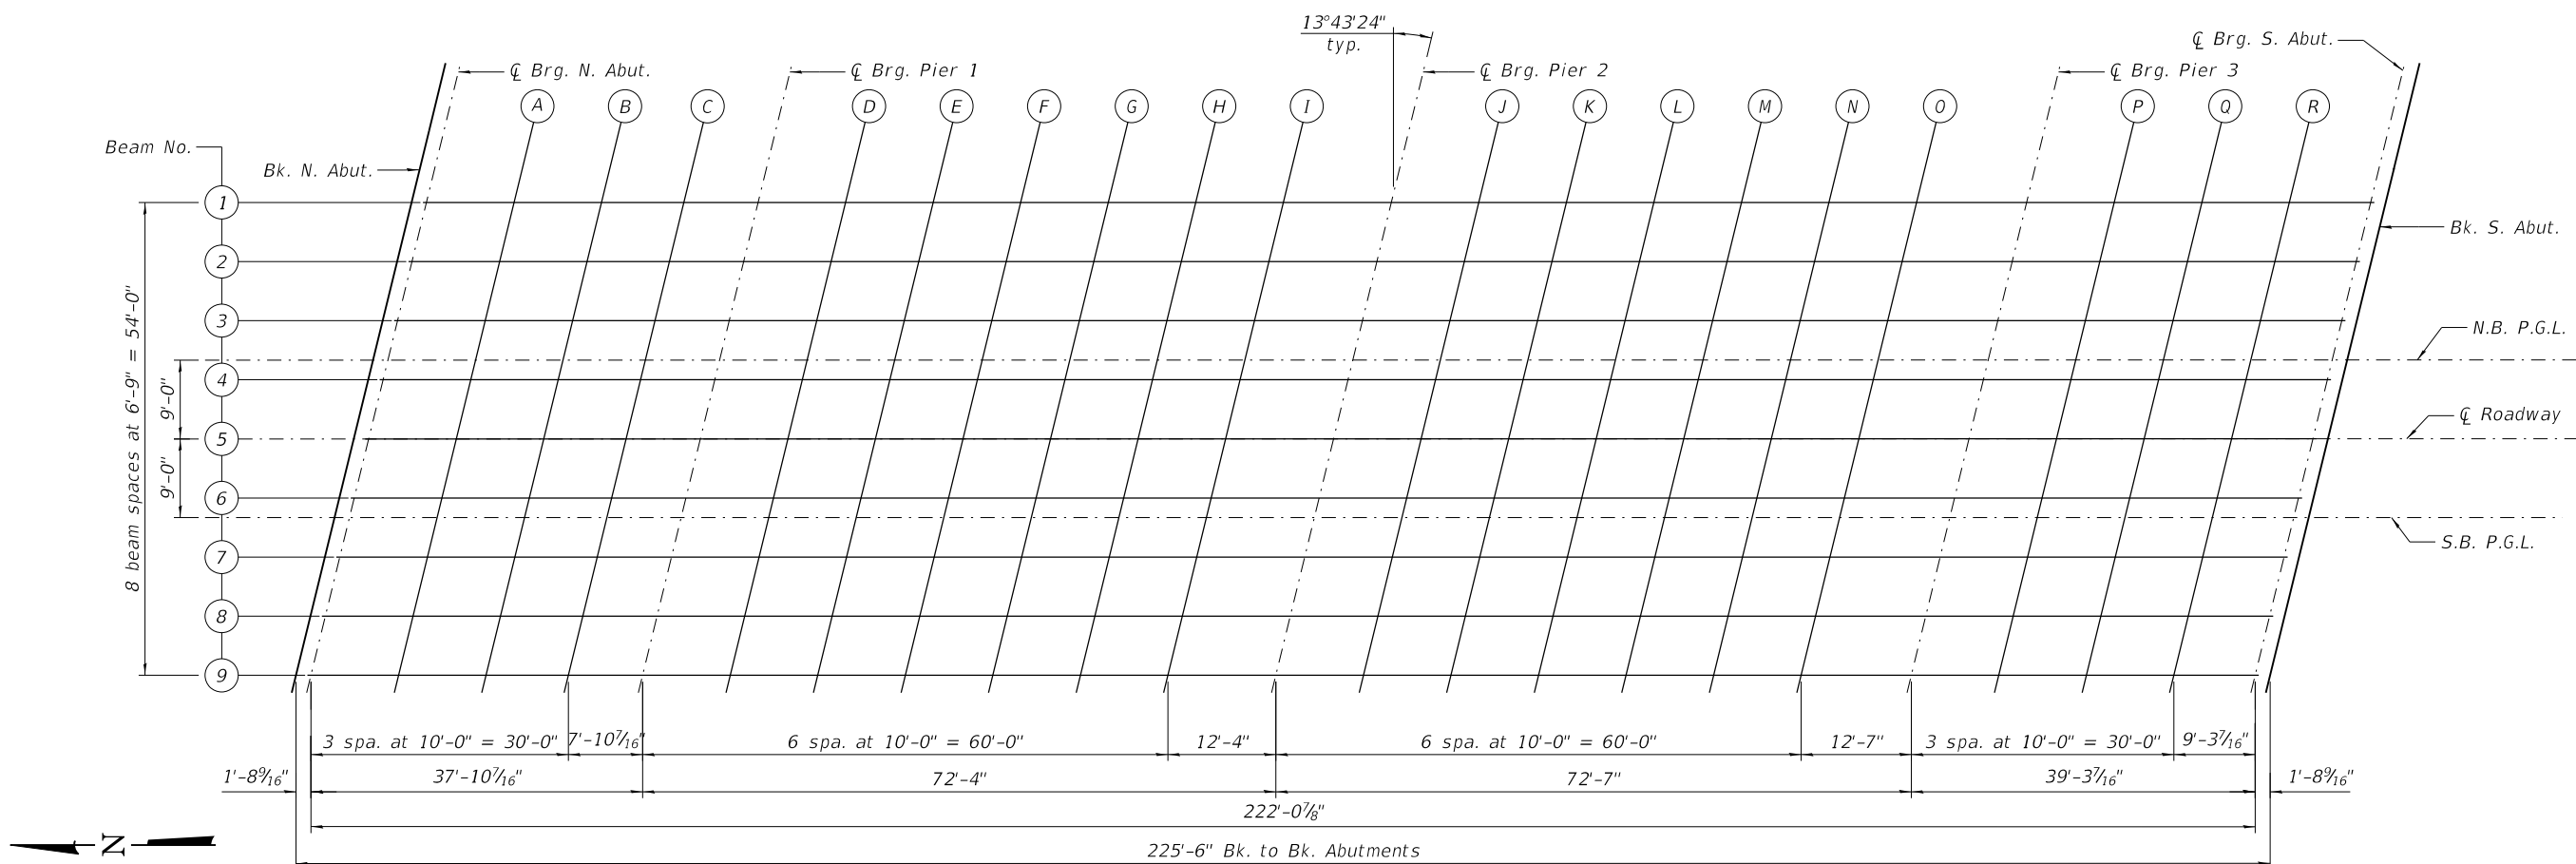 13°43'24"
typ.
℄ Brg. S. Abut.
℄ Brg. N. Abut.
℄ Brg. Pier 1
℄ Brg. Pier 2
℄ Brg. Pier 3
A B C D E F G H I J K L M N O P Q R
Beam No.
Bk. N. Abut.
1
Bk. S. Abut.
2
3
N.B. P.G.L.
4
8 beam spaces at 6'-9" = 54'-0"
9'-0"
℄ Roadway
5
9'-0"
6
S.B. P.G.L.
7
8
9
3 spa. at 10'-0" = 30'-0" 7'-10⁷⁄₁₆" 6 spa. at 10'-0" = 60'-0" 12'-4" 6 spa. at 10'-0" = 60'-0" 12'-7" 3 spa. at 10'-0" = 30'-0" 9'-3⁷⁄₁₆"
1'-8⁹⁄₁₆" 37'-10⁷⁄₁₆" 72'-4" 72'-7" 39'-3⁷⁄₁₆" 1'-8⁹⁄₁₆"
222'-0⁷⁄₈"
N
225'-6" Bk. to Bk. Abutments